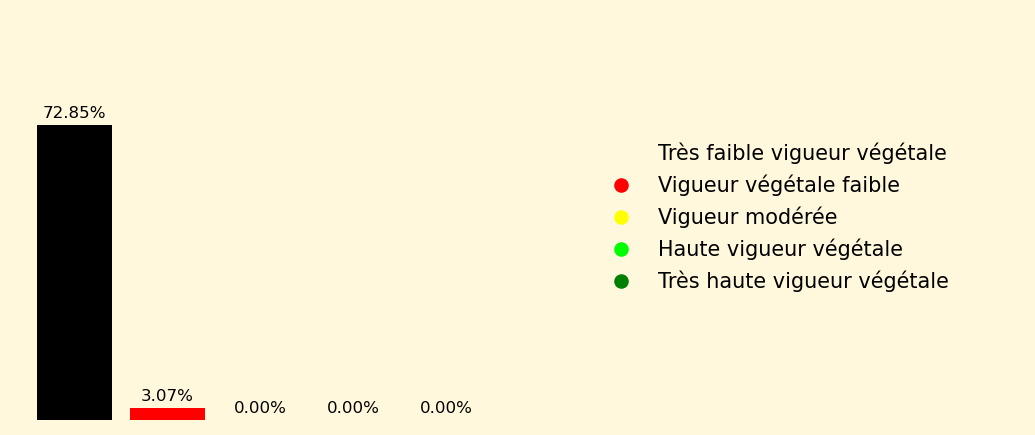 72.85%
3.07%
0.00%
0.00%
0.00%
Très faible vigueur végétale
Vigueur végétale faible
Vigueur modérée
Haute vigueur végétale
Très haute vigueur végétale